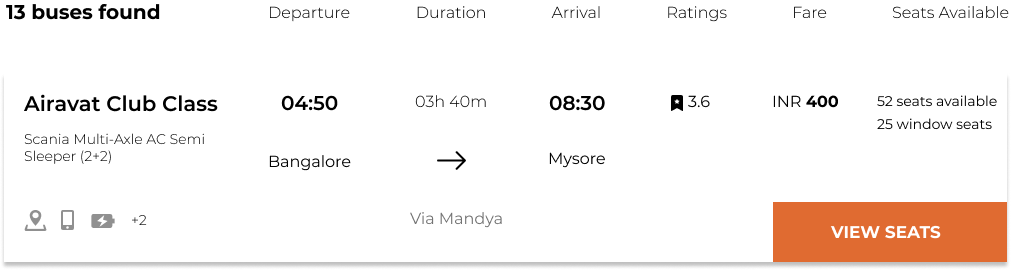 13 buses found Departure Duration Arrival Ratings Fare Seats Available
Airavat Club Class 04:50 03h 40m 08:30 3.6 INR 400 52 seats available
25 window seats
Scania Multi-Axle AC Semi
Sleeper (2+2)
Bangalore Mysore
+2 Via Mandya
VIEW SEATS